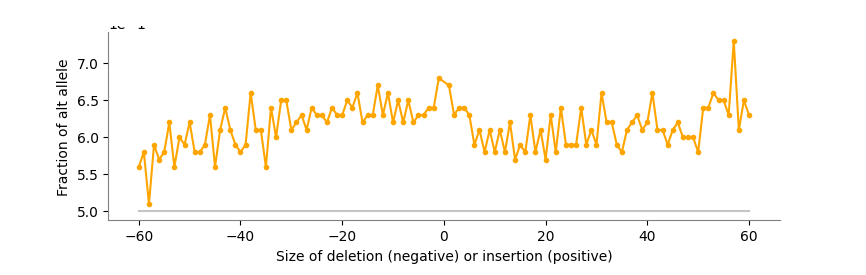 7.0
6.5
6.0
5.5
5.0
Fraction of alt allele
−60 −40 −20 0 20 40 60
Size of deletion (negative) or insertion (positive)